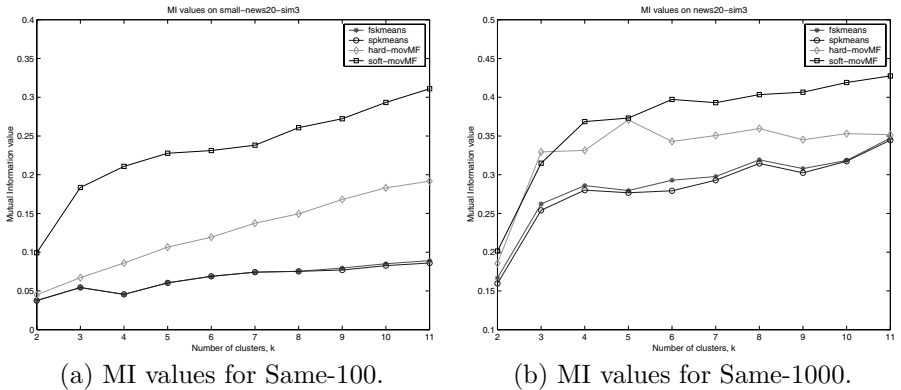 MI values on small-news20-sim3
0.4
0.35
0.3
0.25
0.2
0.15
0.1
0.05
0
Mutual Information value
fskmeans
spkmeans
hard-movMF
soft-movMF
2 3 4 5 6 7 8 9 10 11
Number of clusters, k
(a) MI values for Same-100.
MI values on news20-sim3
0.5
0.45
0.4
0.35
0.3
0.25
0.2
0.15
0.1
Mutual Information value
fskmeans
spkmeans
hard-movMF
soft-movMF
2 3 4 5 6 7 8 9 10 11
Number of clusters, k
(b) MI values for Same-1000.